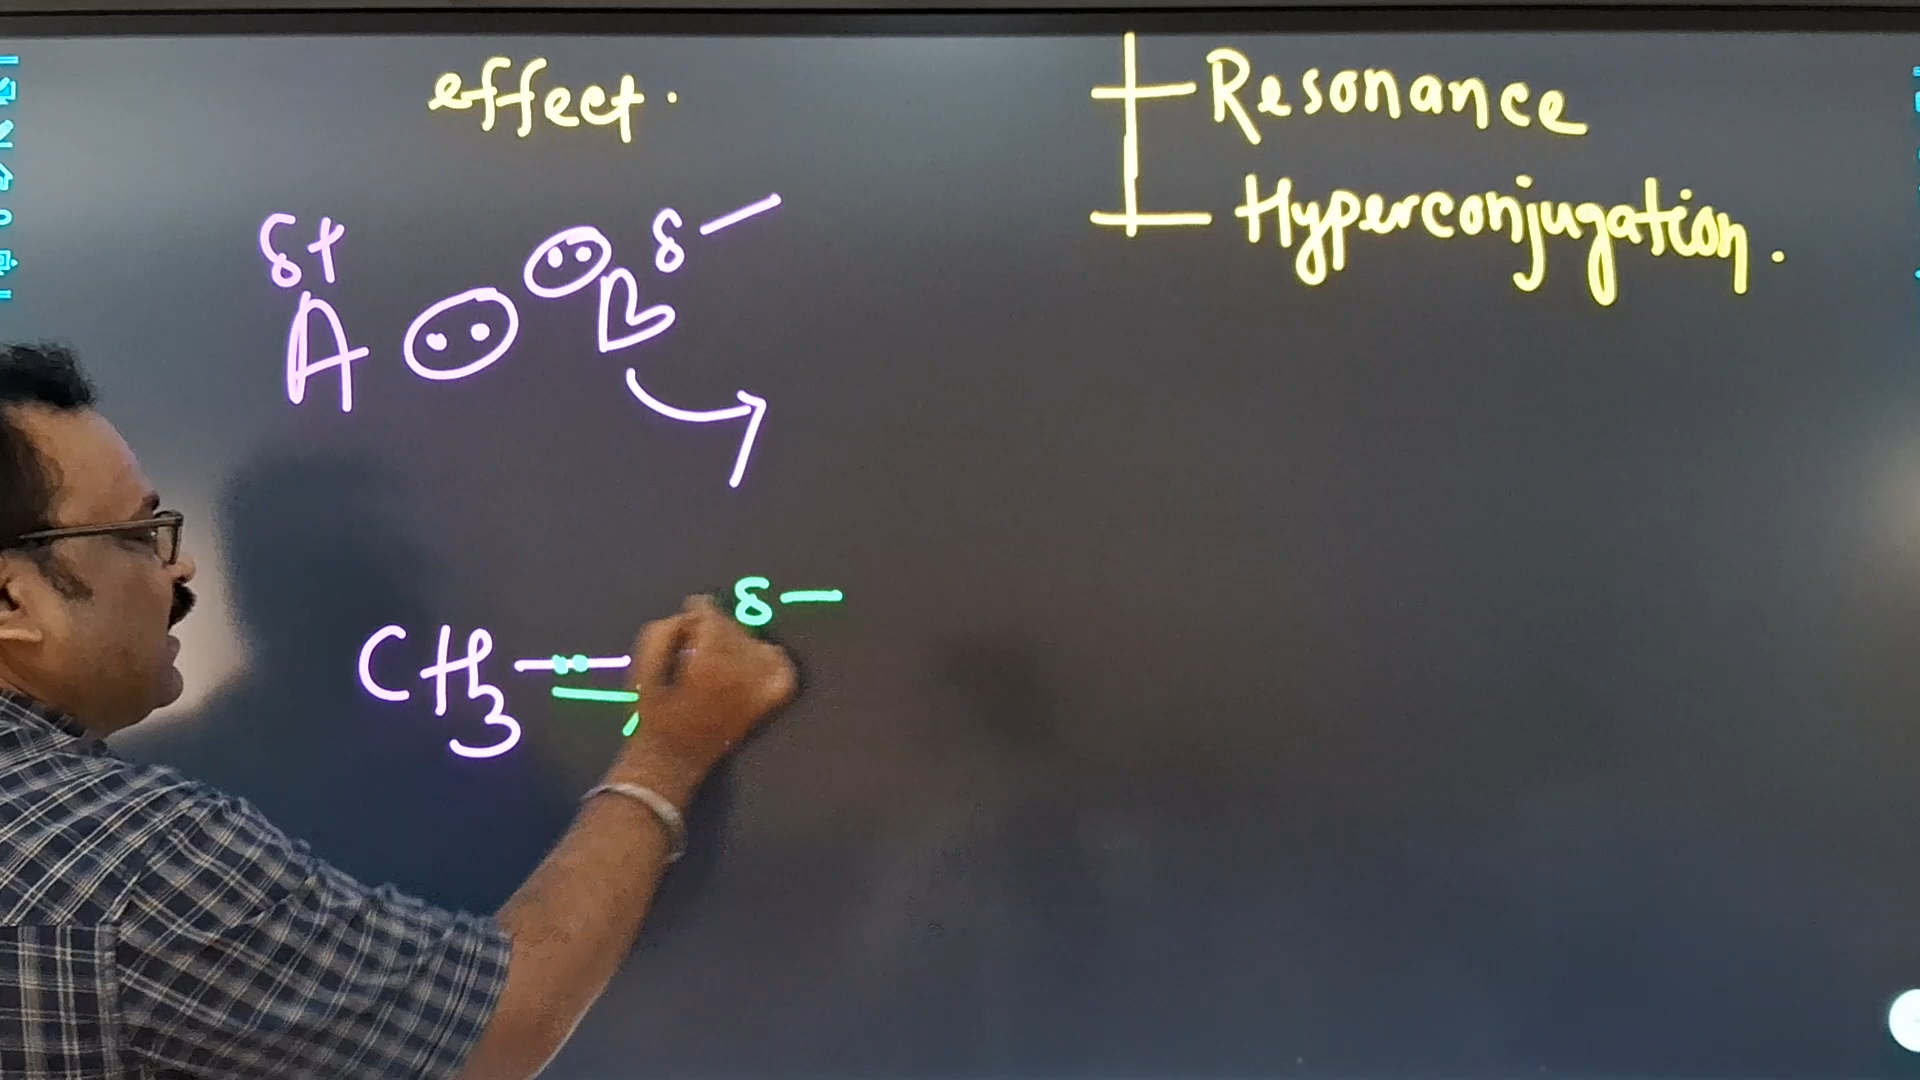 effect.
Resonance
Hyperconjugation.
δ+ δ-
A B
δ-
CH3